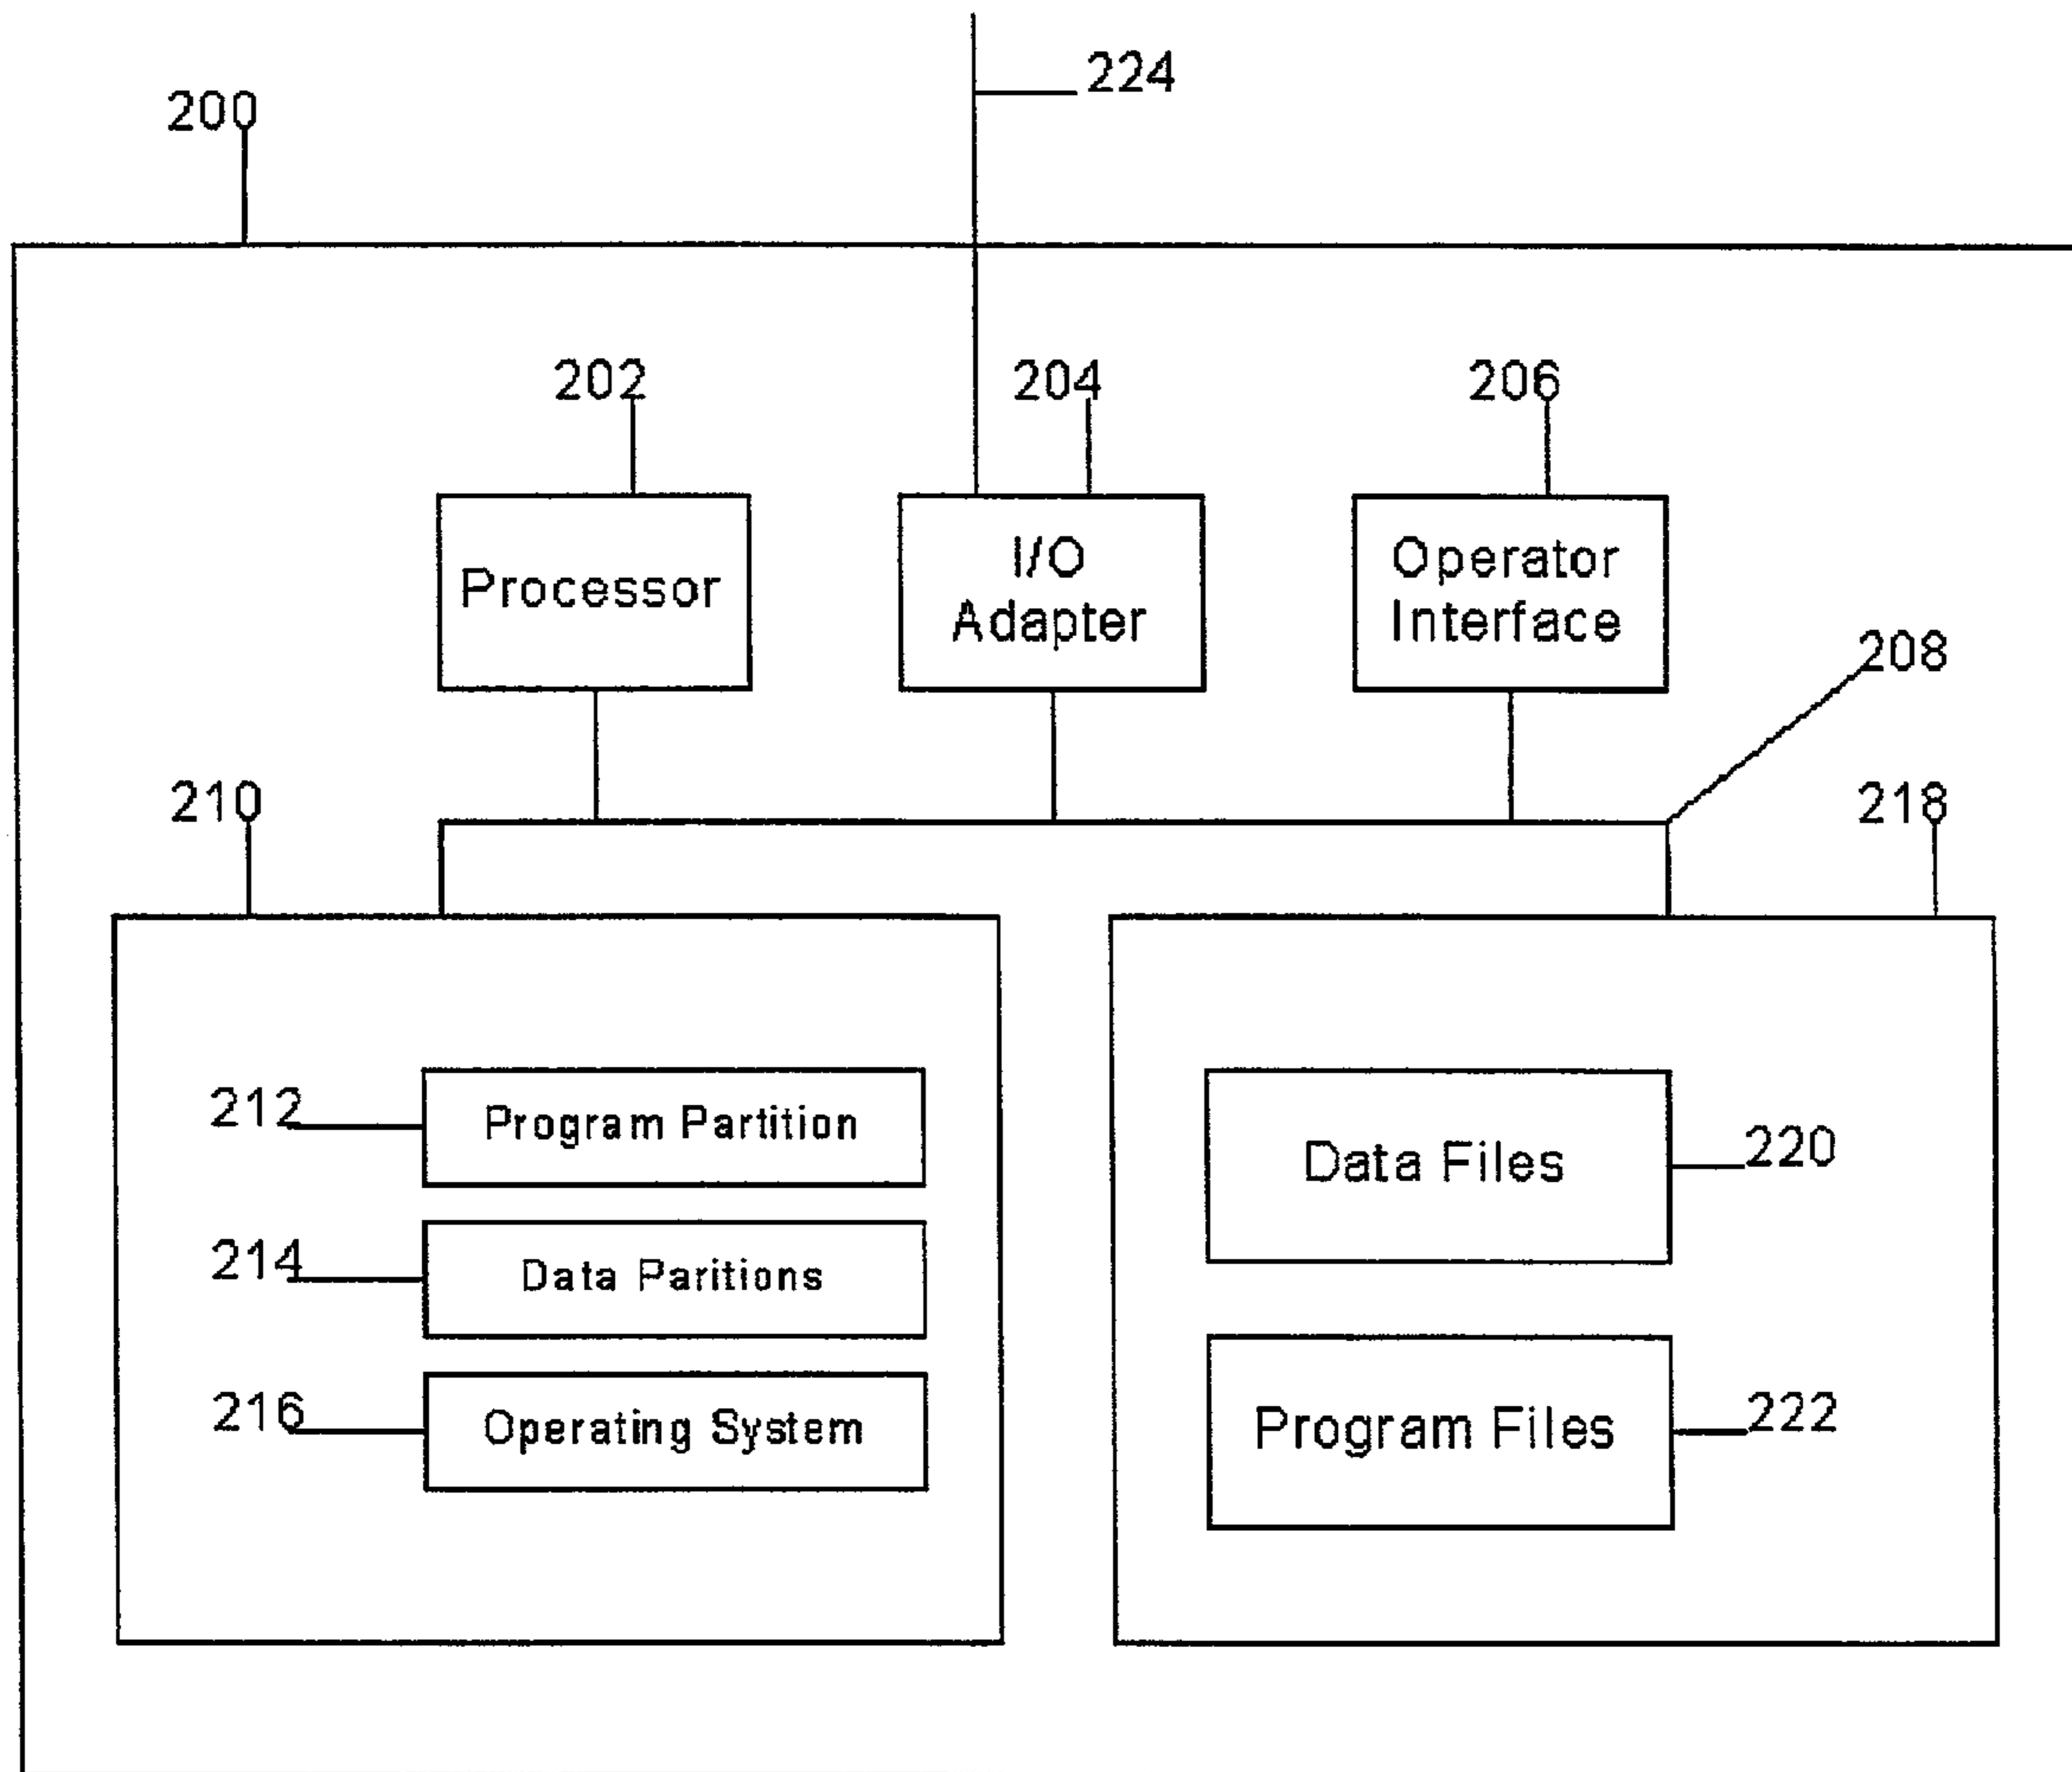 224
200
202
204
206
Processor
I/O
Adapter
Operator
Interface
208
210
218
212
Program Partition
Data Files
220
214
Data Paritions
216
Operating System
Program Files
222